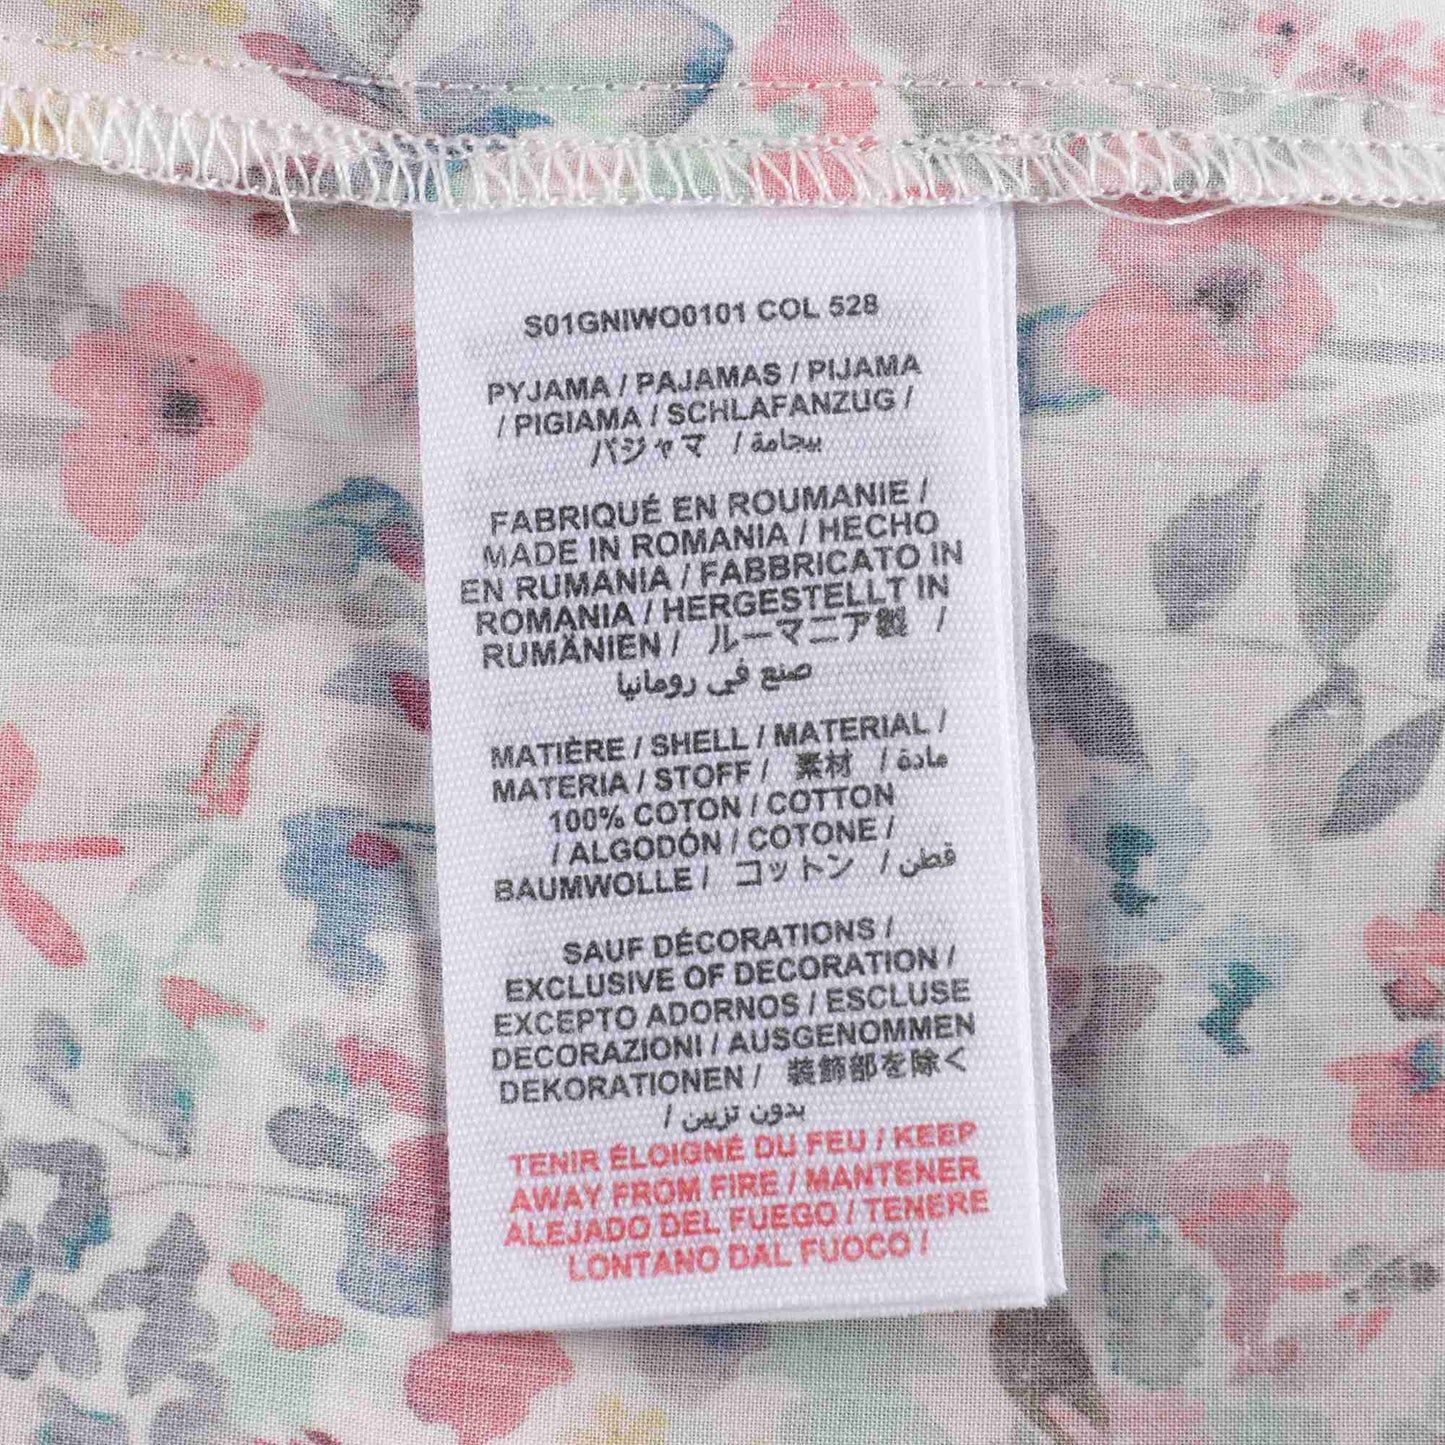 S01GNIWO0101 COL 528
PYJAMA / PAJAMAS / PIJAMA
/ PIGIAMA / SCHLAFANZUG /
/パジャマ / بيجامة
FABRIQUÉ EN ROUMANIE /
MADE IN ROMANIA / HECHO
EN RUMANIA / FABBRICATO IN
ROMANIA / HERGESTELLT IN
RUMÄNIEN / ルーマニア製 /
صنع في رومانيا
MATIÈRE / SHELL / MATERIAL /
MATERIA / STOFF / 素材 / مادة
100% COTON / COTTON
/ ALGODÓN / COTONE /
BAUMWOLLE / コットン / قطن
SAUF DÉCORATIONS /
EXCLUSIVE OF DECORATION /
EXCEPTO ADORNOS / ESCLUSE
DECORAZIONI / AUSGENOMMEN
DEKORATIONEN / 装飾部を除く
/ بدون تزيين
TENIR ÉLOIGNÉ DU FEU / KEEP
AWAY FROM FIRE / MANTENER
ALEJADO DEL FUEGO / TENERE
LONTANO DAL FUOCO /